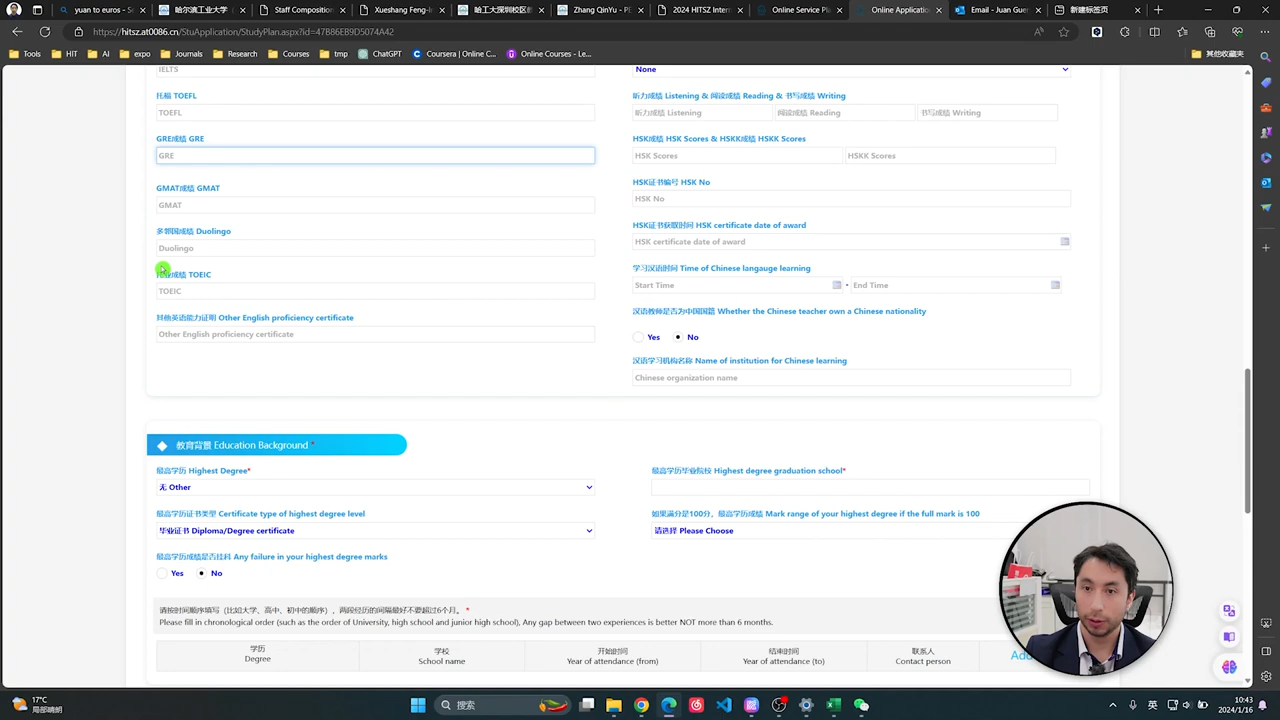 yuan to euros - Se
哈尔滨工业大学
Staff Composition
Xueshang Feng-
哈工大深圳校区教
Zhang QinYu - Pl
2024 HITSZ Intern
Online Service Pla
Online Application
Email - Juan Guer
新建标签页
https://hitsz.at0086.cn/StuApplication/StudyPlan.aspx?id=47B86EB9D5074A42
Tools
HIT
AI
expo
Journals
Research
Courses
tmp
ChatGPT
Coursera | Online C...
Online Courses - Le...
其他收藏夹
IELTS
None
托福 TOEFL
听力成绩 Listening & 阅读成绩 Reading & 书写成绩 Writing
TOEFL
听力成绩 Listening
阅读成绩 Reading
书写成绩 Writing
GRE成绩 GRE
HSK成绩 HSK Scores & HSKK成绩 HSKK Scores
GRE
HSK Scores
HSKK Scores
GMAT成绩 GMAT
HSK证书编号 HSK No
GMAT
HSK No
多邻国成绩 Duolingo
HSK证书获取时间 HSK certificate date of award
Duolingo
HSK certificate date of award
成绩 TOEIC
学习汉语时间 Time of Chinese langauge learning
TOEIC
Start Time
-
End Time
其他英语能力证明 Other English proficiency certificate
汉语教师是否为中国国籍 Whether the Chinese teacher own a Chinese nationality
Other English proficiency certificate
Yes
No
汉语学习机构名称 Name of institution for Chinese learning
Chinese organization name
教育背景 Education Background *
最高学历 Highest Degree*
最高学历毕业院校 Highest degree graduation school*
无 Other
最高学历证书类型 Certificate type of highest degree level
如果满分是100分，最高学历成绩 Mark range of your highest degree if the full mark is 100
毕业证书 Diploma/Degree certificate
请选择 Please Choose
最高学历成绩是否挂科 Any failure in your highest degree marks
Yes
No
请按时间顺序填写（比如大学、高中、初中的顺序），两段经历的间隔最好不要超过6个月。 *
Please fill in chronological order (such as the order of University, high school and junior high school), Any gap between two experiences is better NOT more than 6 months.
学历
Degree
学校
School name
开始时间
Year of attendance (from)
结束时间
Year of attendance (to)
联系人
Contact person
Add
17°C
局部晴朗
搜索
10:43
2024/1/16